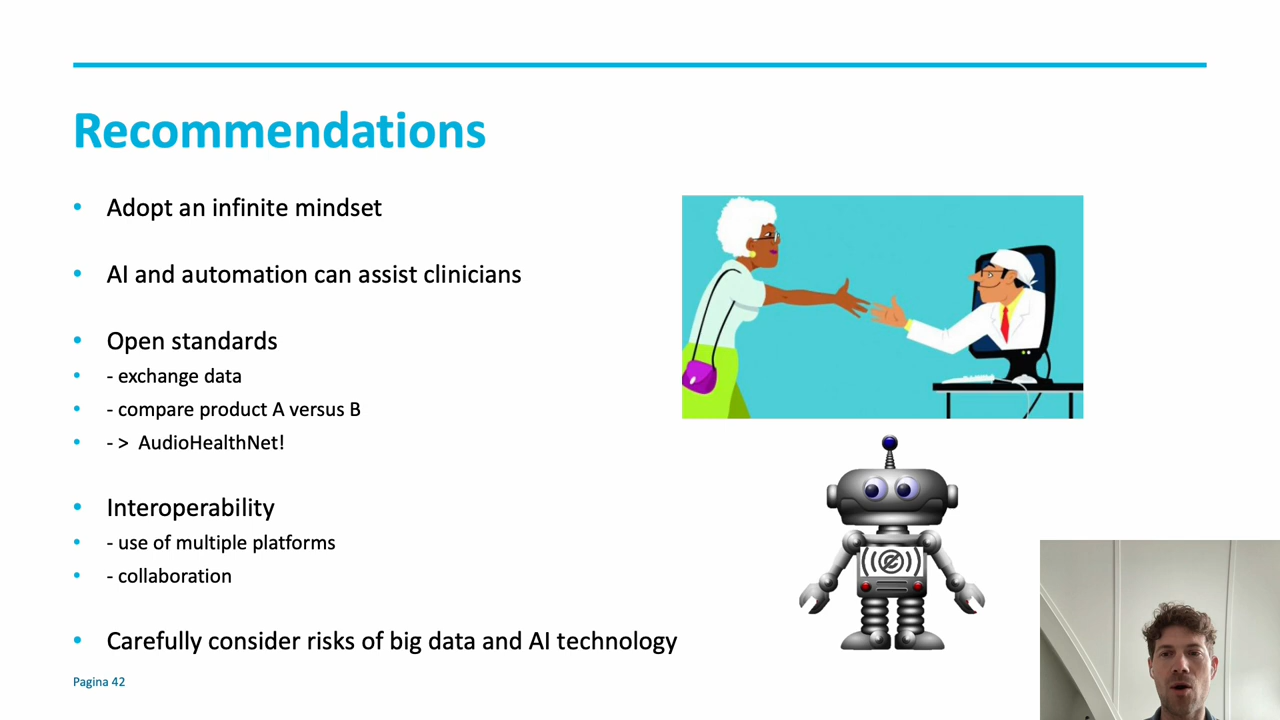 Recommendations
• Adopt an infinite mindset
• AI and automation can assist clinicians
• Open standards
• - exchange data
• - compare product A versus B
• - > AudioHealthNet!
• Interoperability
• - use of multiple platforms
• - collaboration
• Carefully consider risks of big data and AI technology
Pagina 42